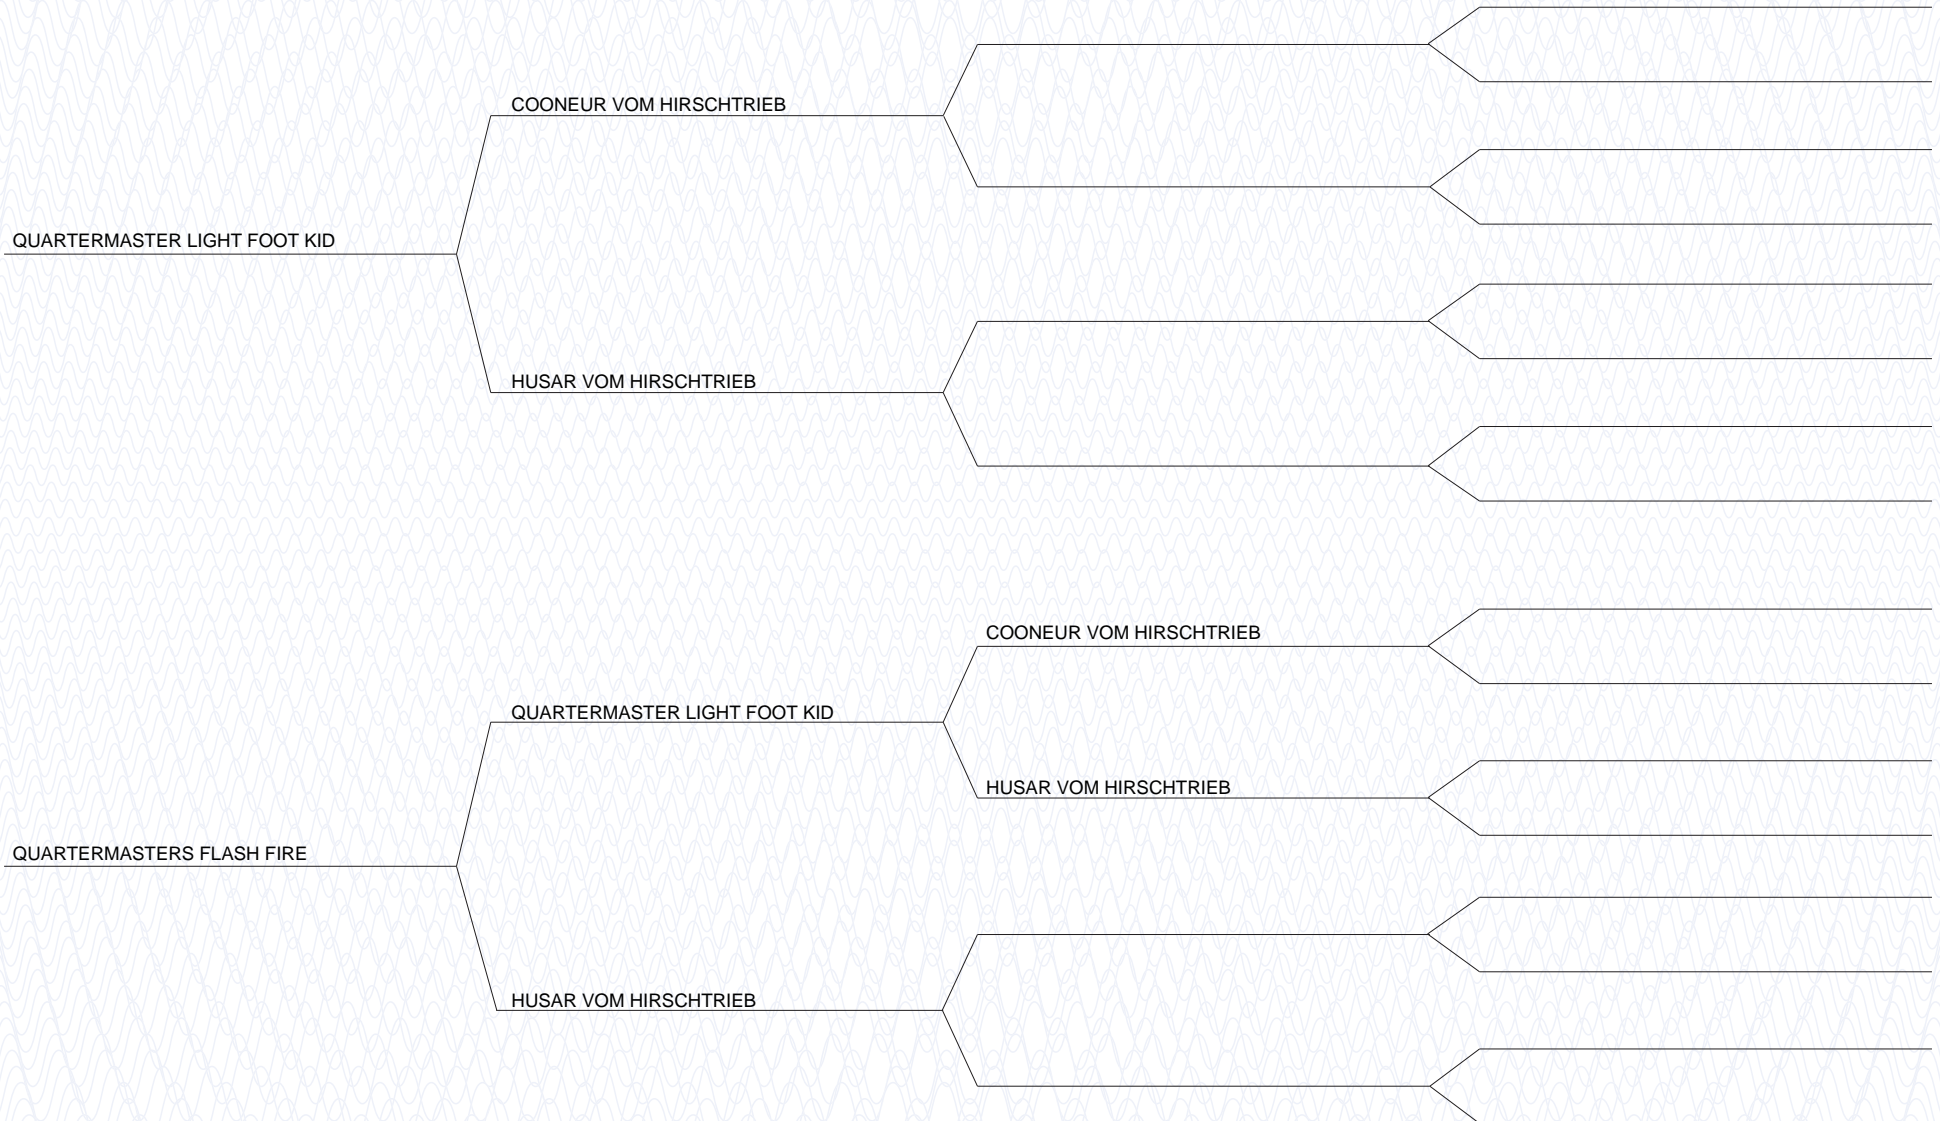 COONEUR VOM HIRSCHTRIEB
QUARTERMASTER LIGHT FOOT KID
HUSAR VOM HIRSCHTRIEB
COONEUR VOM HIRSCHTRIEB
QUARTERMASTER LIGHT FOOT KID
HUSAR VOM HIRSCHTRIEB
QUARTERMASTERS FLASH FIRE
HUSAR VOM HIRSCHTRIEB